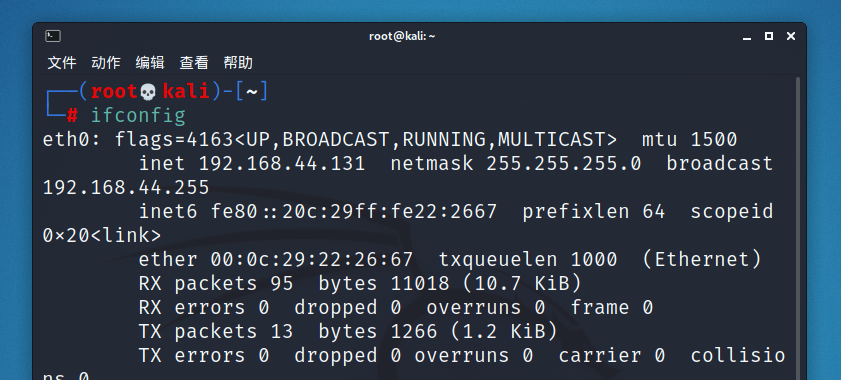 root@kali: ~
文件 动作 编辑 查看 帮助
┌──(root💀kali)-[~]
└─# ifconfig
eth0: flags=4163<UP,BROADCAST,RUNNING,MULTICAST>  mtu 1500
        inet 192.168.44.131  netmask 255.255.255.0  broadcast
192.168.44.255
        inet6 fe80::20c:29ff:fe22:2667  prefixlen 64  scopeid
0×20<link>
        ether 00:0c:29:22:26:67  txqueuelen 1000  (Ethernet)
        RX packets 95  bytes 11018 (10.7 KiB)
        RX errors 0  dropped 0  overruns 0  frame 0
        TX packets 13  bytes 1266 (1.2 KiB)
        TX errors 0  dropped 0 overruns 0  carrier 0  collisio
ns 0